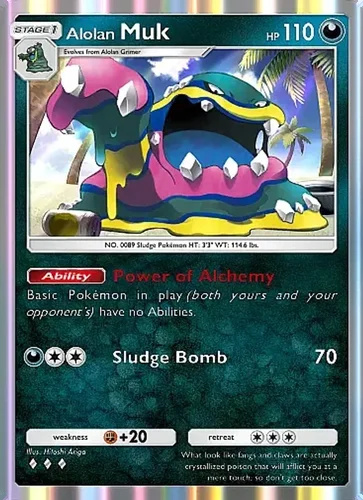 STAGE 1 Alolan Muk HP 110
Evolves from Alolan Grimer
NO. 0089 Sludge Pokémon HT: 3'3" WT: 114.6 lbs.
Ability Power of Alchemy
Basic Pokémon in play (both yours and your
opponent's) have no Abilities.
Sludge Bomb 70
weakness +20 retreat
Illus. Hitoshi Ariga
What look like fangs and claws are actually
crystallized poison that will afflict you at a
mere touch, so don't get too close.